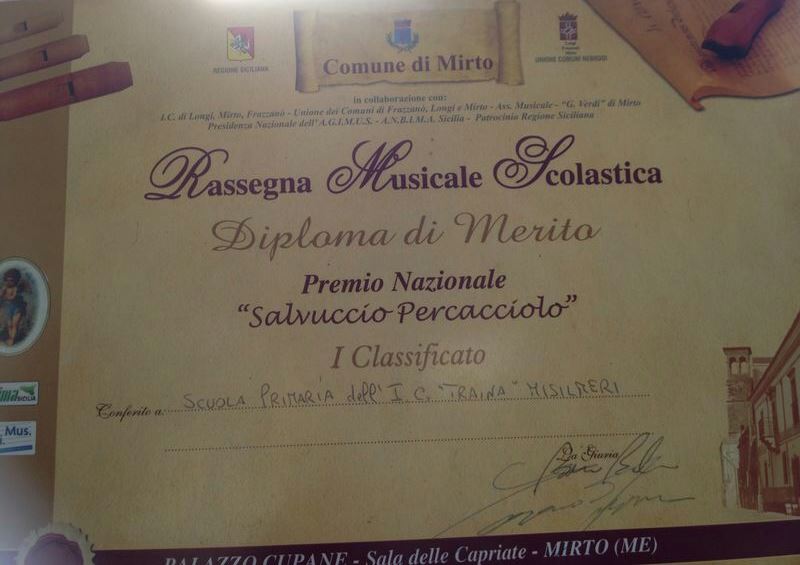 REGIONE SICILIANA
Comune di Mirto
UNIONE COMUNI NEBRODI
in collaborazione con:
I.C. di Longi, Mirto, Frazzanò - Unione dei Comuni di Frazzanò, Longi e Mirto - Ass. Musicale - "G. Verdi" di Mirto
Presidenza Nazionale dell'A.G.I.M.U.S. - A.N.B.I.M.A. Sicilia - Patrocinio Regione Siciliana
Rassegna Musicale Scolastica
Diploma di Merito
Premio Nazionale
"Salvuccio Percacciolo"
I Classificato
Conferito a: SCUOLA PRIMARIA dell'I.C. "TRAINA" MISILMERI
La Giuria
Mus.
PALAZZO CUPANE - Sala delle Capriate - MIRTO (ME)